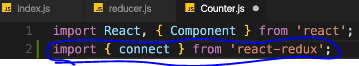 index.js
reducer.js
Counter.js
1 import React, { Component } from 'react';
2 import { connect } from 'react-redux';